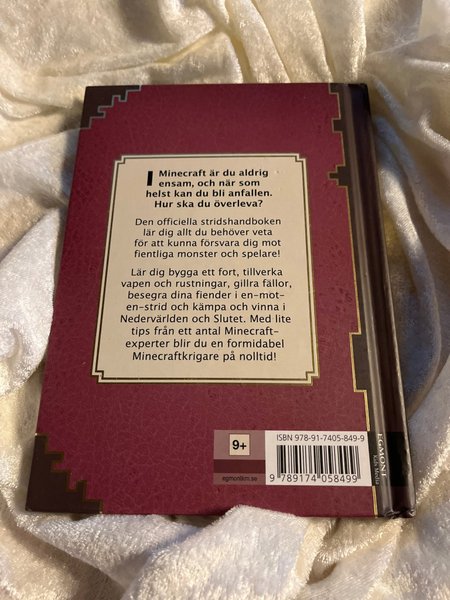 I Minecraft är du aldrig
ensam, och när som
helst kan du bli anfallen.
Hur ska du överleva?
Den officiella stridshandboken
lär dig allt du behöver veta
för att kunna försvara dig mot
fientliga monster och spelare!
Lär dig bygga ett fort, tillverka
vapen och rustningar, gillra fällor,
besegra dina fiender i en-mot-
en-strid och kämpa och vinna i
Nedervärlden och Slutet. Med lite
tips från ett antal Minecraft-
experter blir du en formidabel
Minecraftkrigare på nolltid!
9+
egmontkm.se
ISBN 978-91-7405-849-9
9 789174 058499
EGMONT
Kids Media